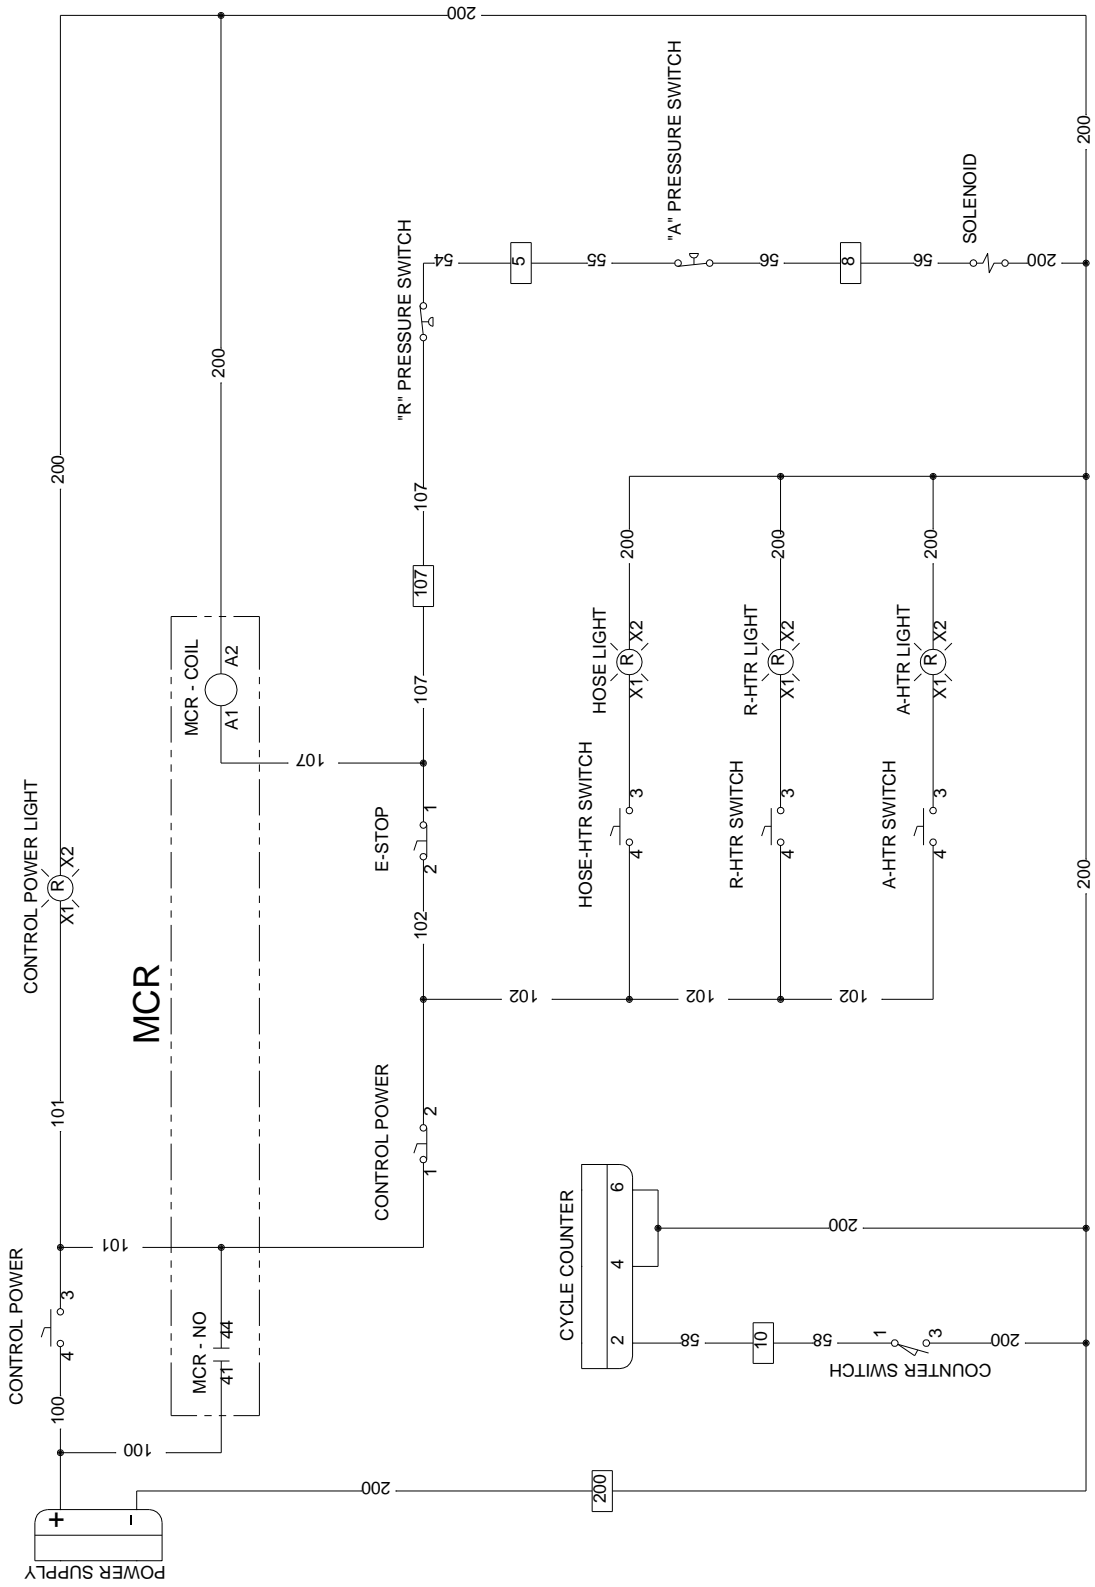 POWER SUPPLY
+
-
100
CONTROL POWER
4 3
101
CONTROL POWER LIGHT
X1 R X2
200
200
100
MCR
MCR - NO
41 44
101
MCR - COIL
A1 A2
200
107
CONTROL POWER
1 2
102
E-STOP
2 1
107
107
107
"R" PRESSURE SWITCH
54
5
55
"A" PRESSURE SWITCH
56
8
56
SOLENOID
200
102
HOSE-HTR SWITCH
4 3
HOSE LIGHT
X1 R X2
200
102
R-HTR SWITCH
4 3
R-HTR LIGHT
X1 R X2
200
102
A-HTR SWITCH
4 3
A-HTR LIGHT
X1 R X2
200
CYCLE COUNTER
2 4 6
58
10
58
1
3
COUNTER SWITCH
200
200
200
200
200
200